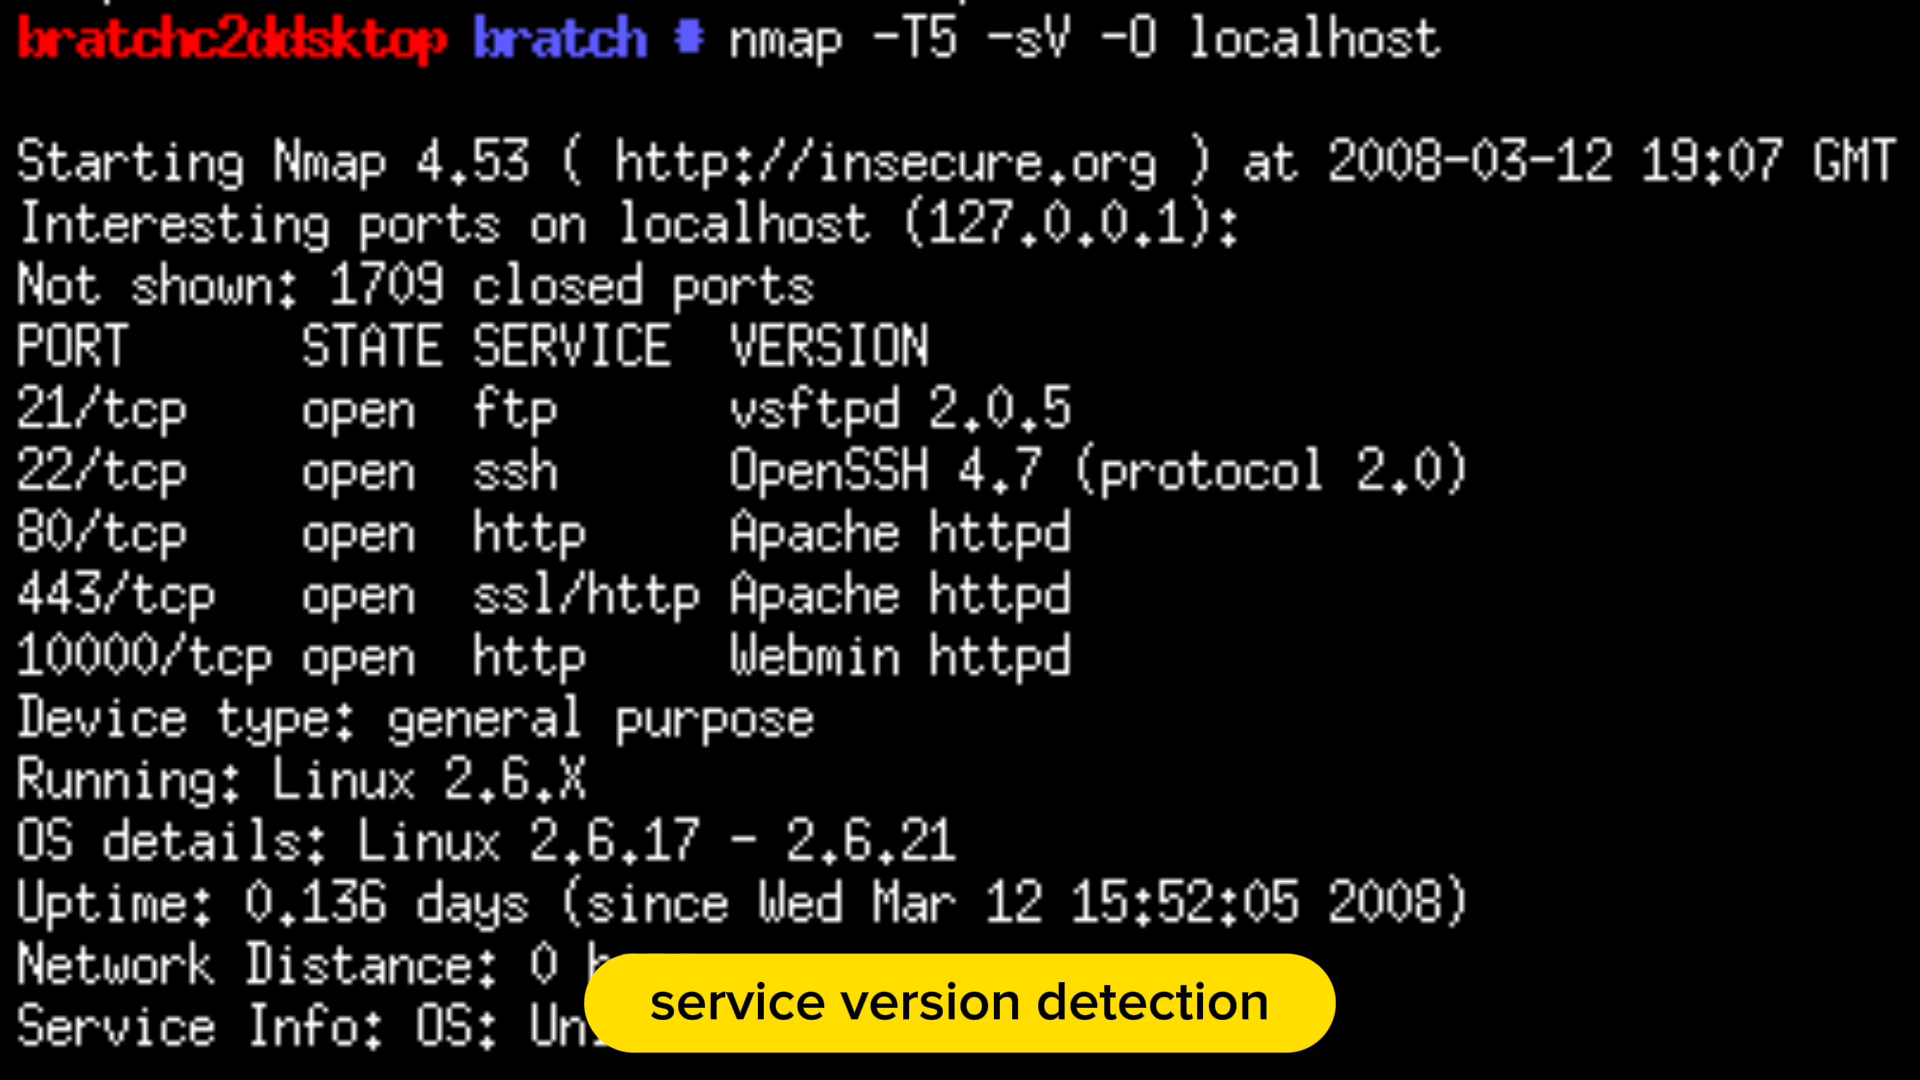 bratchc2ddsktop bratch # nmap -T5 -sV -O localhost
Starting Nmap 4.53 ( http://insecure.org ) at 2008-03-12 19:07 GMT
Interesting ports on localhost (127.0.0.1):
Not shown: 1709 closed ports
PORT STATE SERVICE VERSION
21/tcp open ftp vsftpd 2.0.5
22/tcp open ssh OpenSSH 4.7 (protocol 2.0)
80/tcp open http Apache httpd
443/tcp open ssl/http Apache httpd
10000/tcp open http Webmin httpd
Device type: general purpose
Running: Linux 2.6.X
OS details: Linux 2.6.17 - 2.6.21
Uptime: 0.136 days (since Wed Mar 12 15:52:05 2008)
Network Distance: 0
Service Info: OS:
service version detection